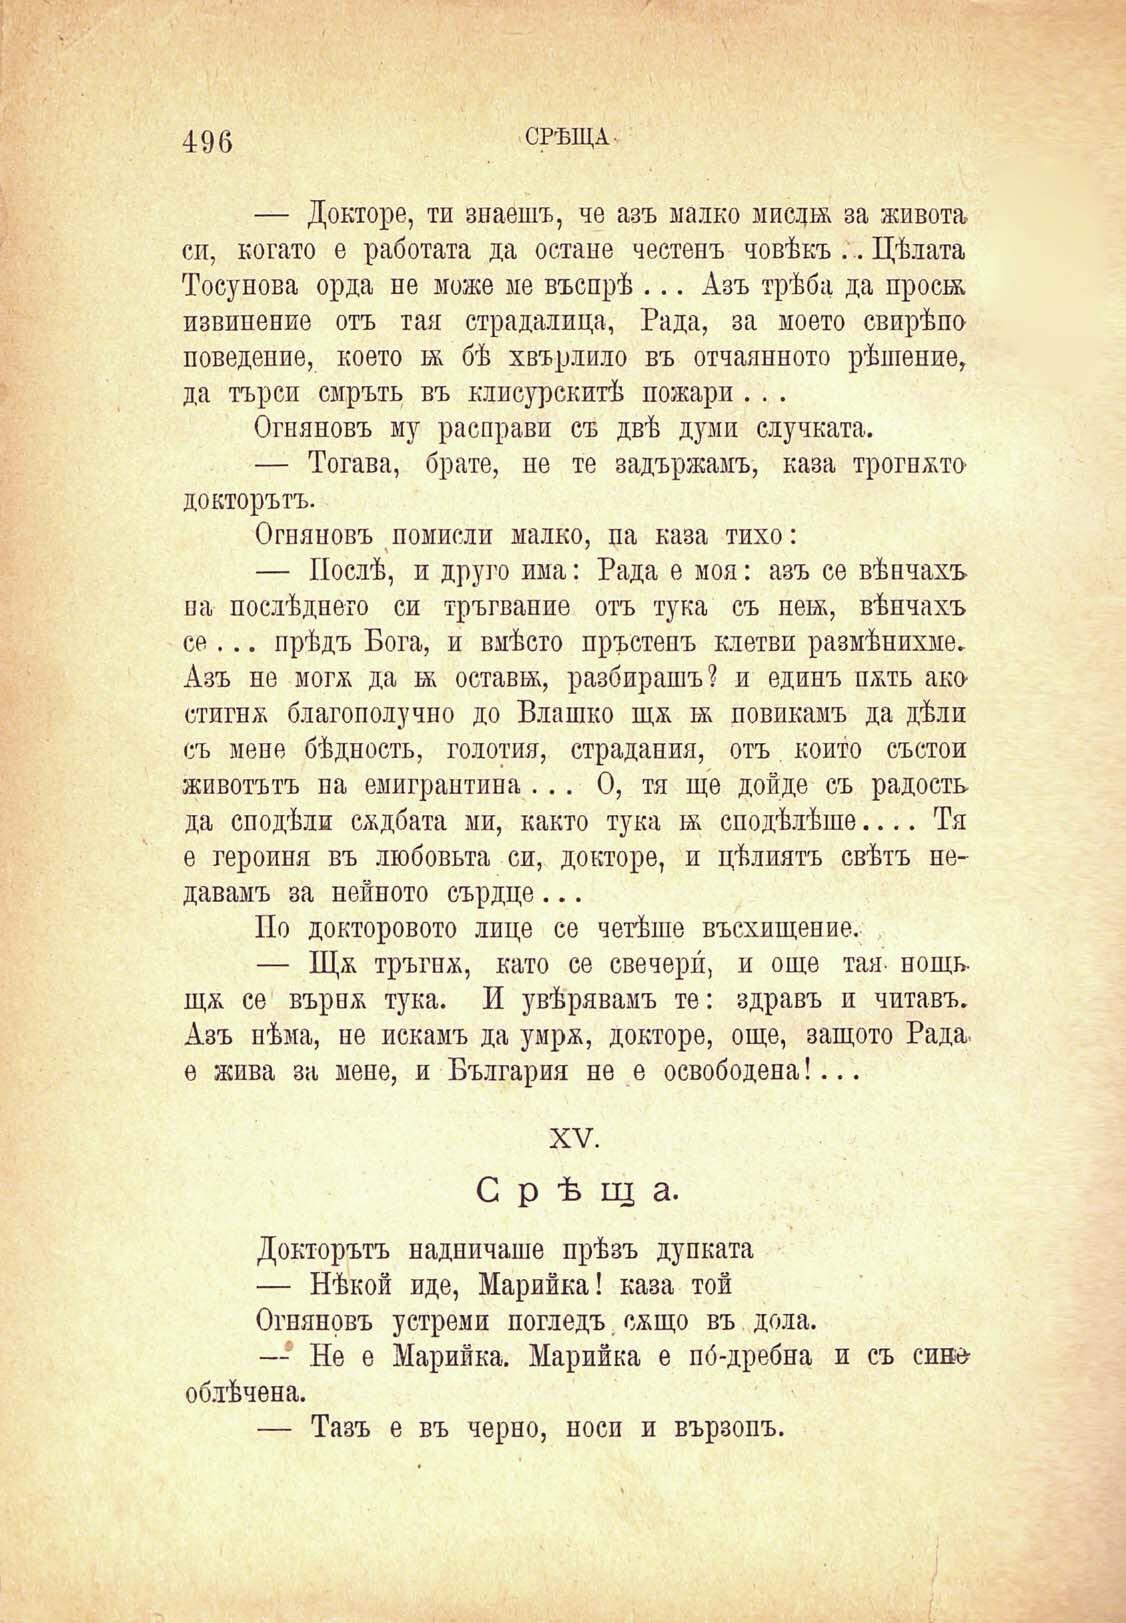 496
СРѢЩА
— Докторе, ти знаешъ, че азъ малко мислѭ за живота
си, когато е работата да остане честенъ човѣкъ . . Цѣлата
Тосунова орда не може ме въспрѣ . . . Азъ трѣба да просѭ
извинение отъ тая страдалица, Рада, за моето свирѣпо
поведение, което ѭ бѣ хвърлило въ отчаянното рѣшение,
да търси смръть въ клисурскитѣ пожари . . .
Огняновъ му расправи съ двѣ думи случката.
— Тогава, брате, не те задържамъ, каза трогнѫто
докторътъ.
Огняновъ помисли малко, па каза тихо:
— Послѣ, и друго има: Рада е моя: азъ се вѣнчахъ
на послѣднего си тръгвание отъ тука съ неѭ, вѣнчахъ
се . . . прѣдъ Бога, и вмѣсто пръстенъ клетви размѣнихме.
Азъ не могѫ да ѭ оставѭ, разбирашъ? и единъ пѫть ако
стигнѫ благополучно до Влашко щѫ ѭ повикамъ да дѣли
съ мене бѣдность, голотия, страдания, отъ които състои
животътъ на емигрантина . . . О, тя ще дойде съ радость
да сподѣли сѫдбата ми, както тука ѭ сподѣлѣше.... Тя
е героиня въ любовьта си, докторе, и цѣлиятъ свѣтъ не-
давамъ за нейното сърдце . . .
По докторовото лице се четѣше въсхищение.
— Щѫ тръгнѫ, като се свечери́, и още тая нощь
щѫ се върнѫ тука. И увѣрявамъ те: здравъ и читавъ.
Азъ нѣма, не искамъ да умрѫ, докторе, още, защото Рада
е жива за мене, и България не е освободена! . . .
XV.
Срѣща.
Докторътъ надничаше прѣзъ дупката
— Нѣкой иде, Марийка! каза той
Огняновъ устреми погледъ сѫщо въ дола.
— Не е Марийка. Марийка е по́-дребна и съ сине
облѣчена.
— Тазъ е въ черно, носи и вързопъ.